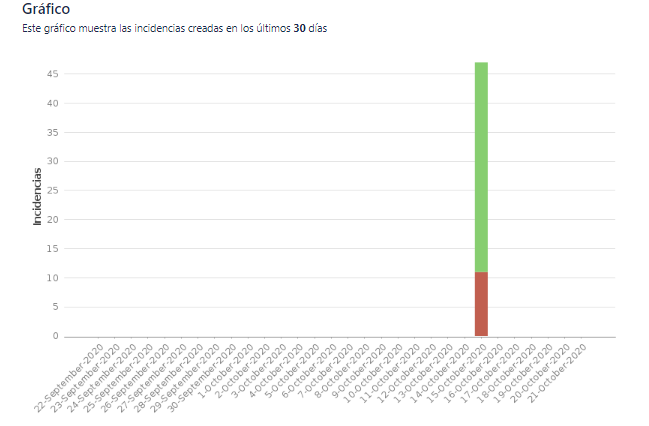 Gráfico
Este gráfico muestra las incidencias creadas en los últimos 30 días
45
40
35
30
25
20
15
10
5
0
Incidencias
22-September-2020
23-September-2020
24-September-2020
25-September-2020
26-September-2020
27-September-2020
28-September-2020
29-September-2020
30-September-2020
1-October-2020
2-October-2020
3-October-2020
4-October-2020
5-October-2020
6-October-2020
7-October-2020
8-October-2020
9-October-2020
10-October-2020
11-October-2020
12-October-2020
13-October-2020
14-October-2020
15-October-2020
16-October-2020
17-October-2020
18-October-2020
19-October-2020
20-October-2020
21-October-2020